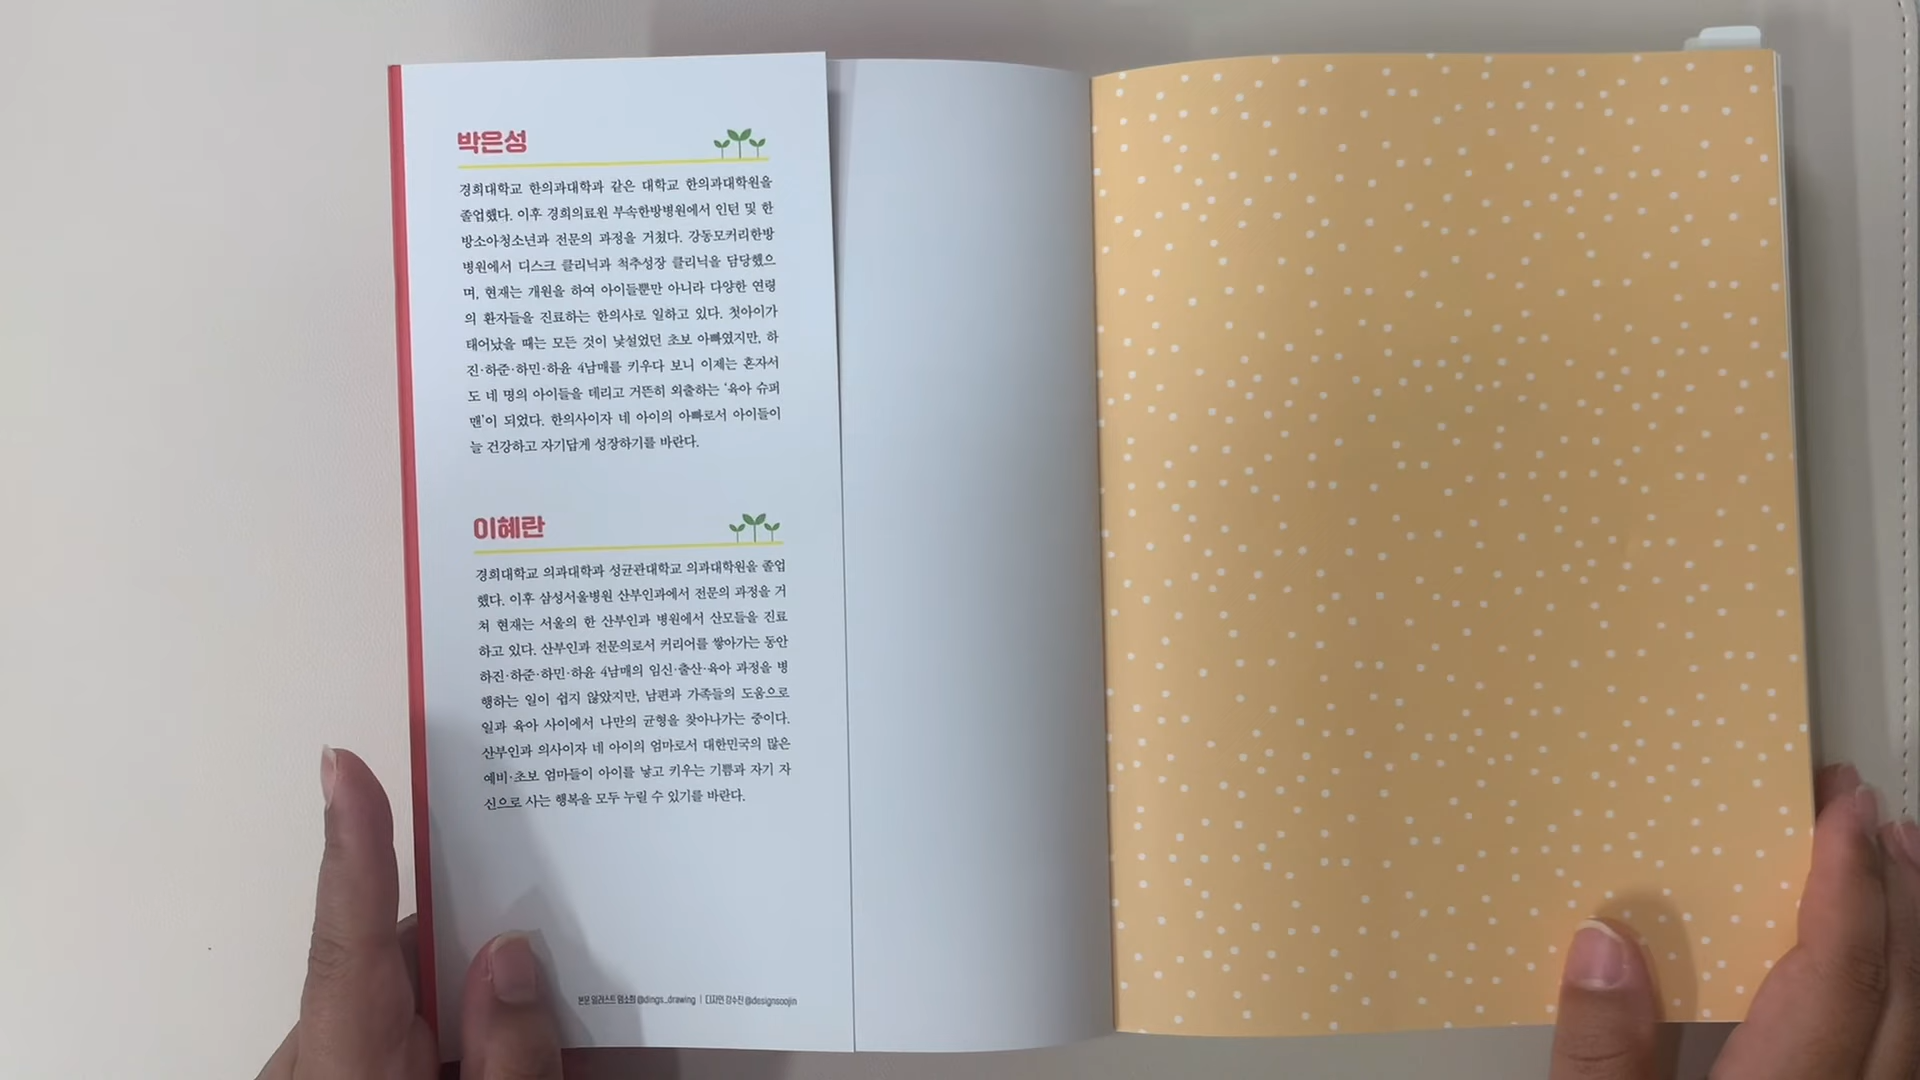 박은성
경희대학교 한의과대학과 같은 대학교 한의과대학원을
졸업했다. 이후 경희의료원 부속한방병원에서 인턴 및 한
방소아청소년과 전문의 과정을 거쳤다. 강동모커리한방
병원에서 디스크 클리닉과 척추성장 클리닉을 담당했으
며, 현재는 개원을 하여 아이들뿐만 아니라 다양한 연령
의 환자들을 진료하는 한의사로 일하고 있다. 첫아이가
태어났을 때는 모든 것이 낯설었던 초보 아빠였지만, 하
진·하준·하민·하윤 4남매를 키우다 보니 이제는 혼자서
도 네 명의 아이들을 데리고 거뜬히 외출하는 ‘육아 슈퍼
맨’이 되었다. 한의사이자 네 아이의 아빠로서 아이들이
늘 건강하고 자기답게 성장하기를 바란다.
이혜란
경희대학교 의과대학과 성균관대학교 의과대학원을 졸업
했다. 이후 삼성서울병원 산부인과에서 전문의 과정을 거
쳐 현재는 서울의 한 산부인과 병원에서 산모들을 진료
하고 있다. 산부인과 전문의로서 커리어를 쌓아가는 동안
하진·하준·하민·하윤 4남매의 임신·출산·육아 과정을 병
행하는 일이 쉽지 않았지만, 남편과 가족들의 도움으로
일과 육아 사이에서 나만의 균형을 찾아나가는 중이다.
산부인과 의사이자 네 아이의 엄마로서 대한민국의 많은
예비·초보 엄마들이 아이를 낳고 키우는 기쁨과 자기 자
신으로 사는 행복을 모두 누릴 수 있기를 바란다.
본문 일러스트 염소희 @dings_drawing | 디자인 강수진 @designsoojin